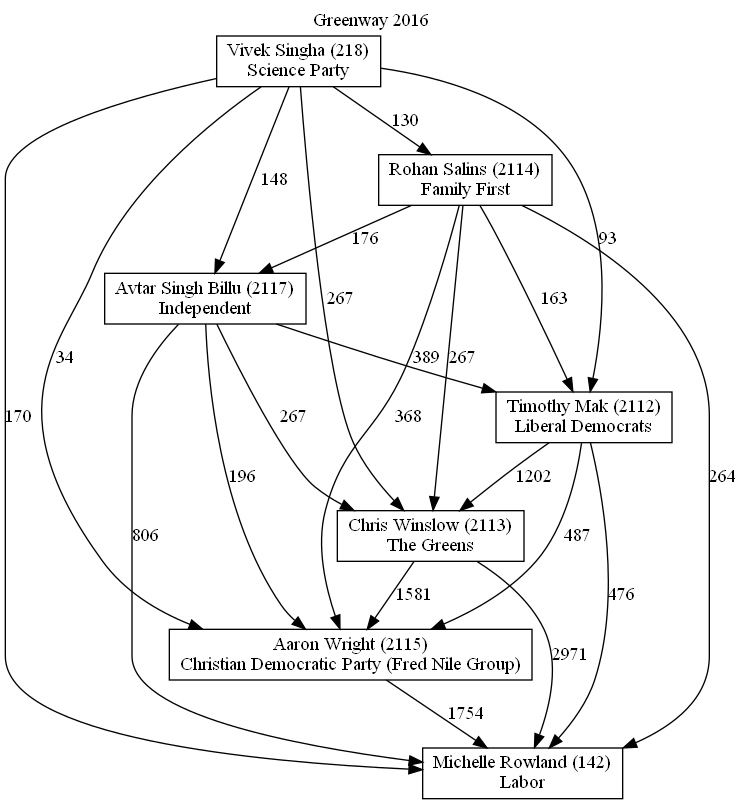 Greenway 2016
Vivek Singha (218)
Science Party
130
Rohan Salins (2114)
Family First
148
176
93
Avtar Singh Billu (2117)
Independent
267
163
34
389
267
Timothy Mak (2112)
Liberal Democrats
170
267
368
196
1202
264
Chris Winslow (2113)
The Greens
806
487
1581
476
Aaron Wright (2115)
Christian Democratic Party (Fred Nile Group)
2971
1754
Michelle Rowland (142)
Labor